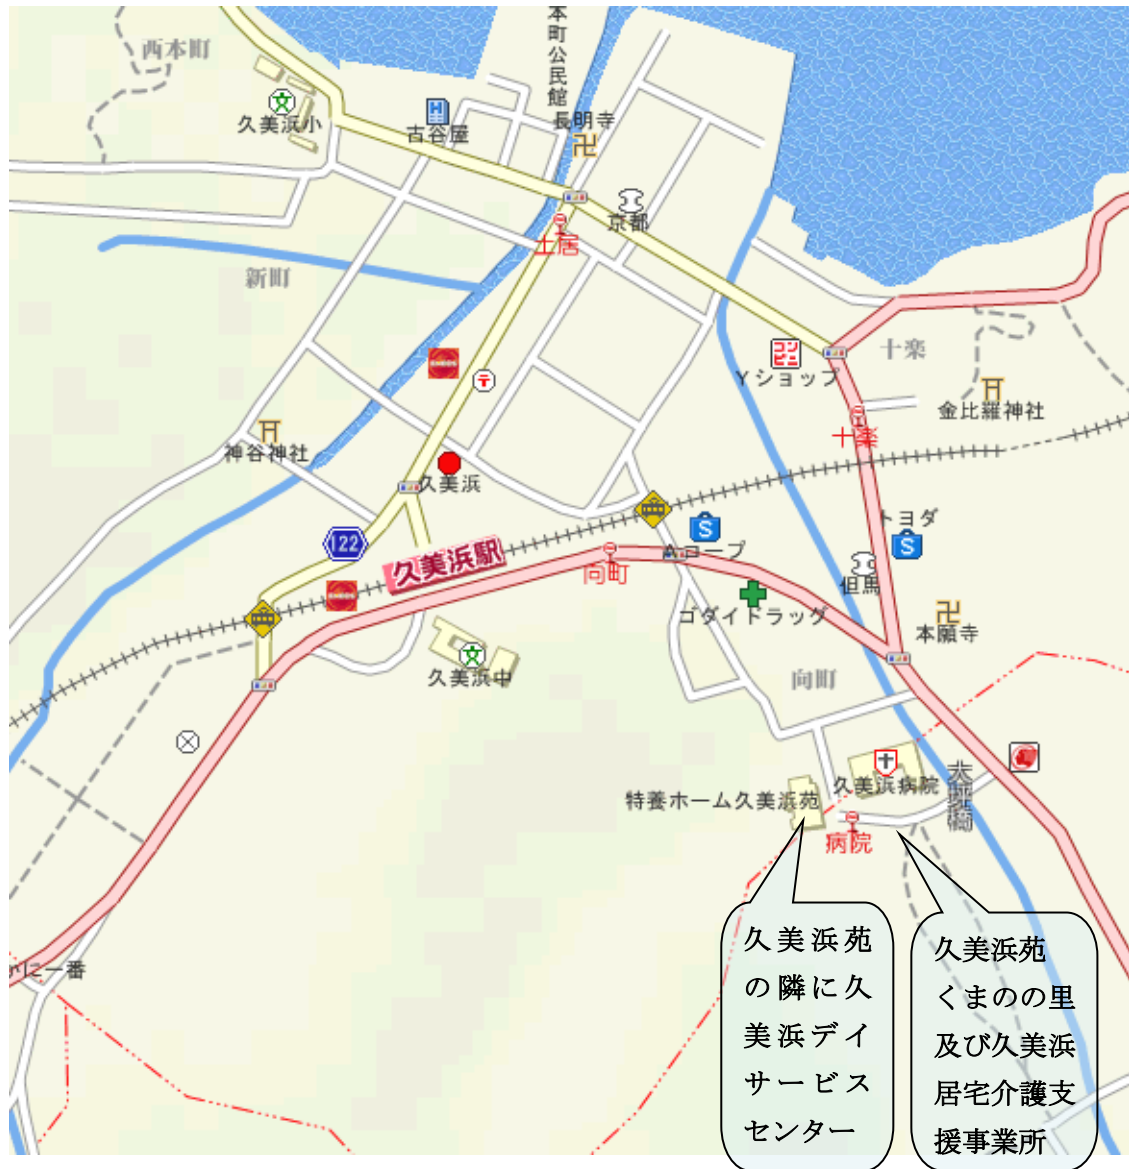 西本町
久美浜小
古谷屋
本町公民館
長明寺
京都
土居
新町
十楽
コンビニ
Yショップ
金比羅神社
十楽
ENEOS
〒
神谷神社
久美浜
122
久美浜駅
S
Aコープ
トヨダ
S
向町
但馬
ENEOS
ゴダイドラッグ
本願寺
文
久美浜中
向町
久美浜病院
特養ホーム久美浜苑
病院
かに一番
久美浜苑
の隣に久
美浜デイ
サービス
センター
久美浜苑
くまのの里
及び久美浜
居宅介護支
援事業所